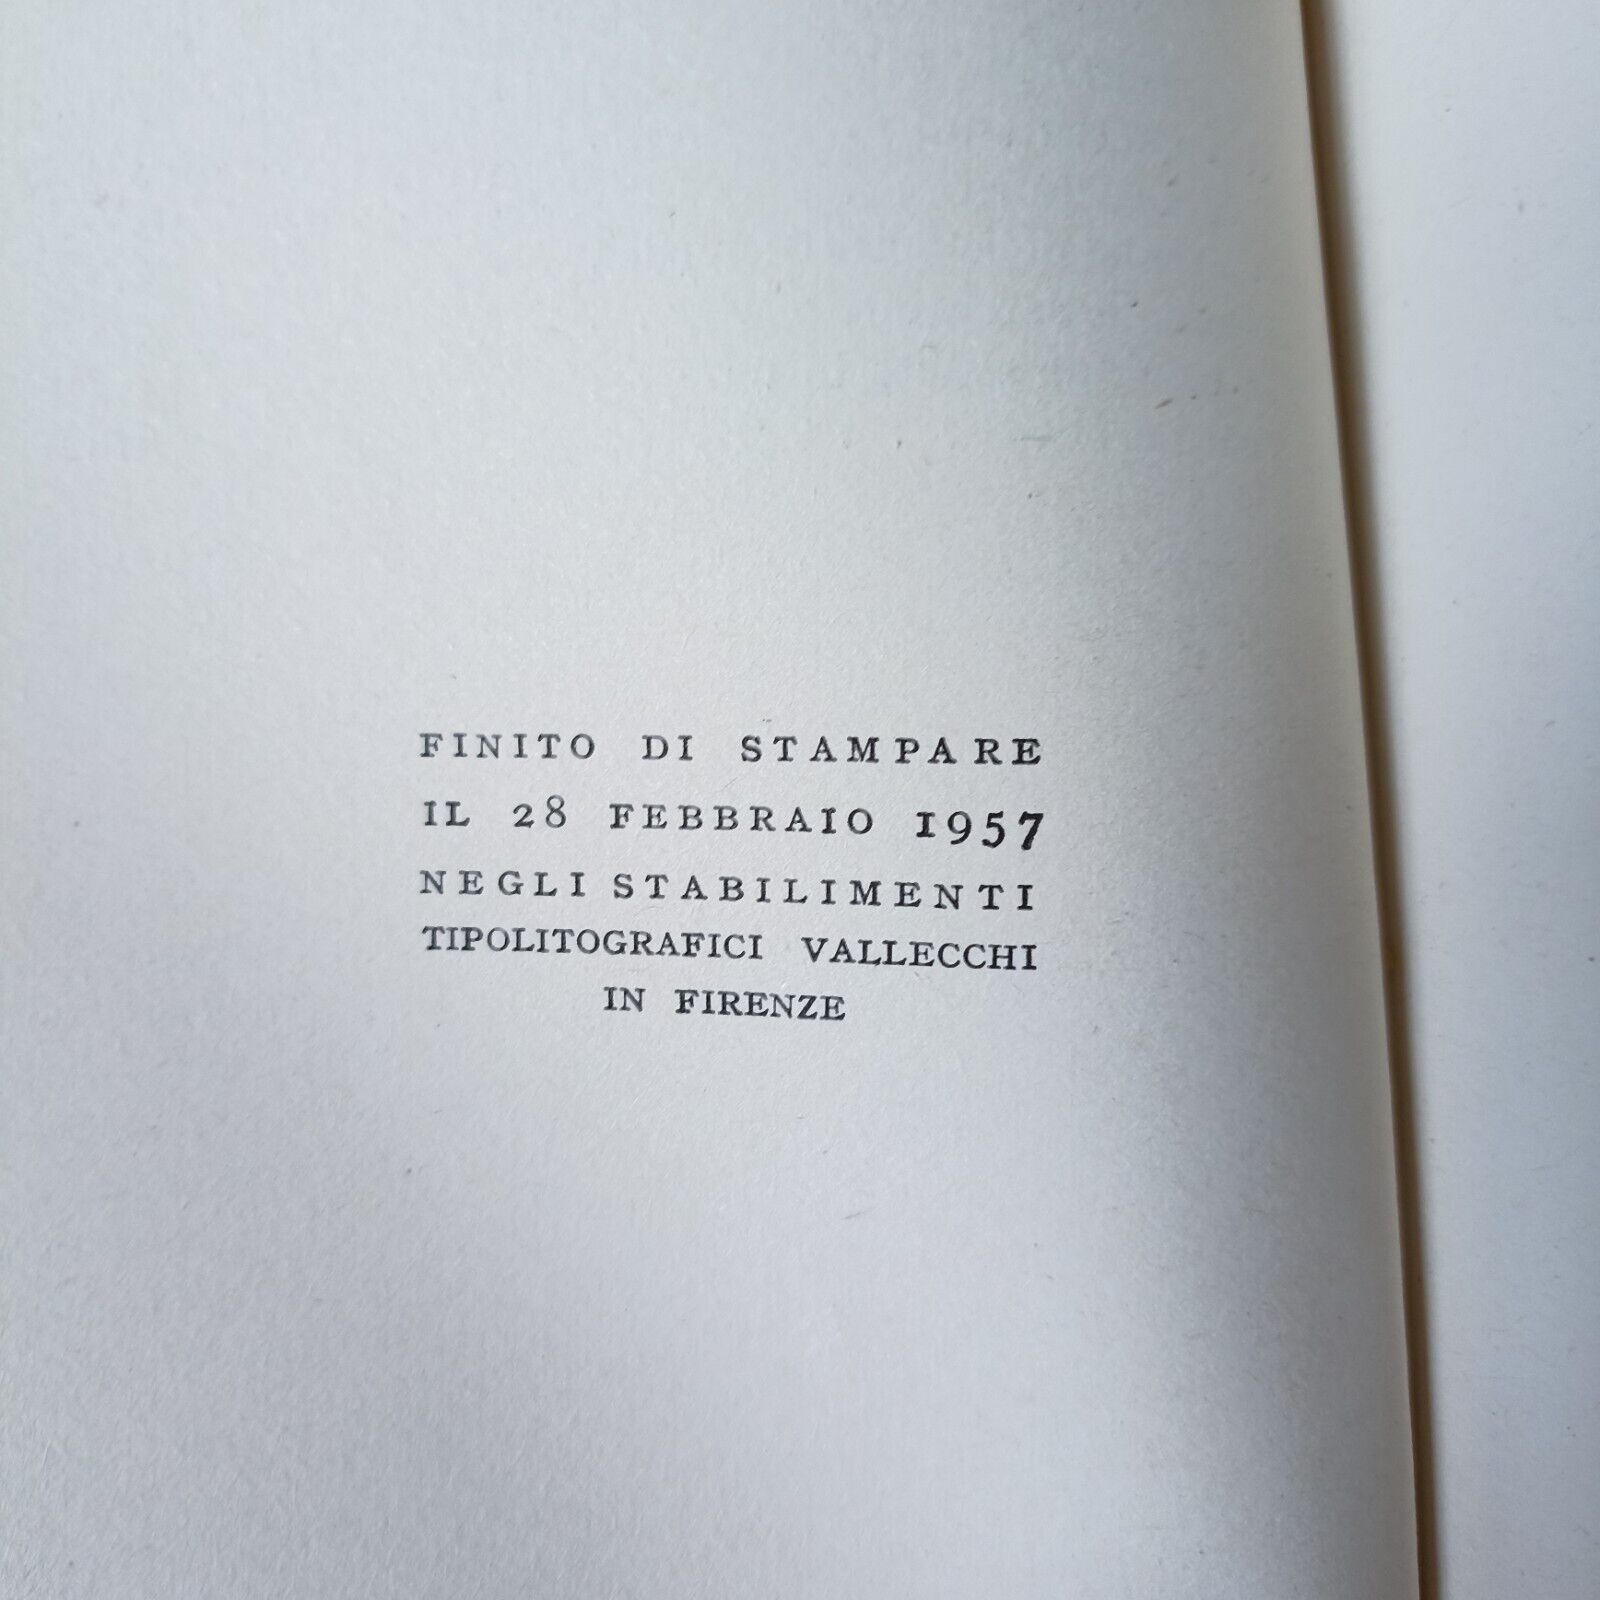 FINITO DI STAMPARE
IL 28 FEBBRAIO 1957
NEGLI STABILIMENTI
TIPOLITOGRAFICI VALLECCHI
IN FIRENZE